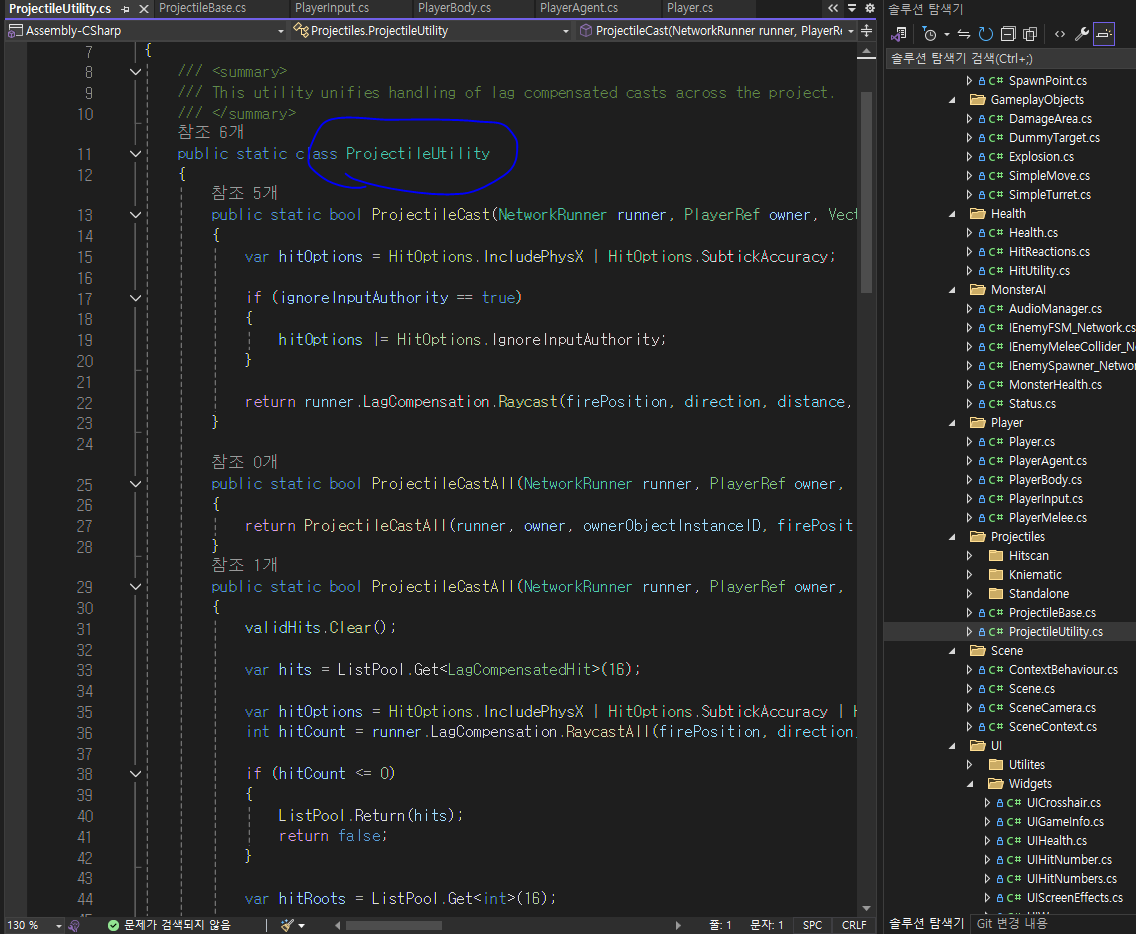 ProjectileUtility.cs
ProjectileBase.cs
PlayerInput.cs
PlayerBody.cs
PlayerAgent.cs
Player.cs
Assembly-CSharp
Projectiles.ProjectileUtility
ProjectileCast(NetworkRunner runner, PlayerRe
7 {
8 /// <summary>
9 /// This utility unifies handling of lag compensated casts across the project.
10 /// </summary>
참조 6개
11 public static class ProjectileUtility
12 {
참조 5개
13 public static bool ProjectileCast(NetworkRunner runner, PlayerRef owner, Vect
14 {
15 var hitOptions = HitOptions.IncludePhysX | HitOptions.SubtickAccuracy;
16
17 if (ignoreInputAuthority == true)
18 {
19 hitOptions |= HitOptions.IgnoreInputAuthority;
20 }
21
22 return runner.LagCompensation.Raycast(firePosition, direction, distance,
23 }
24
참조 0개
25 public static bool ProjectileCastAll(NetworkRunner runner, PlayerRef owner,
26 {
27 return ProjectileCastAll(runner, owner, ownerObjectInstanceID, firePosit
28 }
참조 1개
29 public static bool ProjectileCastAll(NetworkRunner runner, PlayerRef owner,
30 {
31 validHits.Clear();
32
33 var hits = ListPool.Get<LagCompensatedHit>(16);
34
35 var hitOptions = HitOptions.IncludePhysX | HitOptions.SubtickAccuracy | H
36 int hitCount = runner.LagCompensation.RaycastAll(firePosition, direction,
37
38 if (hitCount <= 0)
39 {
40 ListPool.Return(hits);
41 return false;
42 }
43
44 var hitRoots = ListPool.Get<int>(16);
130 %
문제가 검색되지 않음
줄: 1
문자: 1
SPC
CRLF
솔루션 탐색기
솔루션 탐색기 검색(Ctrl+;)
C# SpawnPoint.cs
GameplayObjects
C# DamageArea.cs
C# DummyTarget.cs
C# Explosion.cs
C# SimpleMove.cs
C# SimpleTurret.cs
Health
C# Health.cs
C# HitReactions.cs
C# HitUtility.cs
MonsterAI
C# AudioManager.cs
C# IEnemyFSM_Network.cs
C# IEnemyMeleeCollider_N
C# IEnemySpawner_Networ
C# MonsterHealth.cs
C# Status.cs
Player
C# Player.cs
C# PlayerAgent.cs
C# PlayerBody.cs
C# PlayerInput.cs
C# PlayerMelee.cs
Projectiles
Hitscan
Kniematic
Standalone
C# ProjectileBase.cs
C# ProjectileUtility.cs
Scene
C# ContextBehaviour.cs
C# Scene.cs
C# SceneCamera.cs
C# SceneContext.cs
UI
Utilites
Widgets
C# UICrosshair.cs
C# UIGameInfo.cs
C# UIHealth.cs
C# UIHitNumber.cs
C# UIHitNumbers.cs
C# UIScreenEffects.cs
솔루션 탐색기
Git 변경 내용